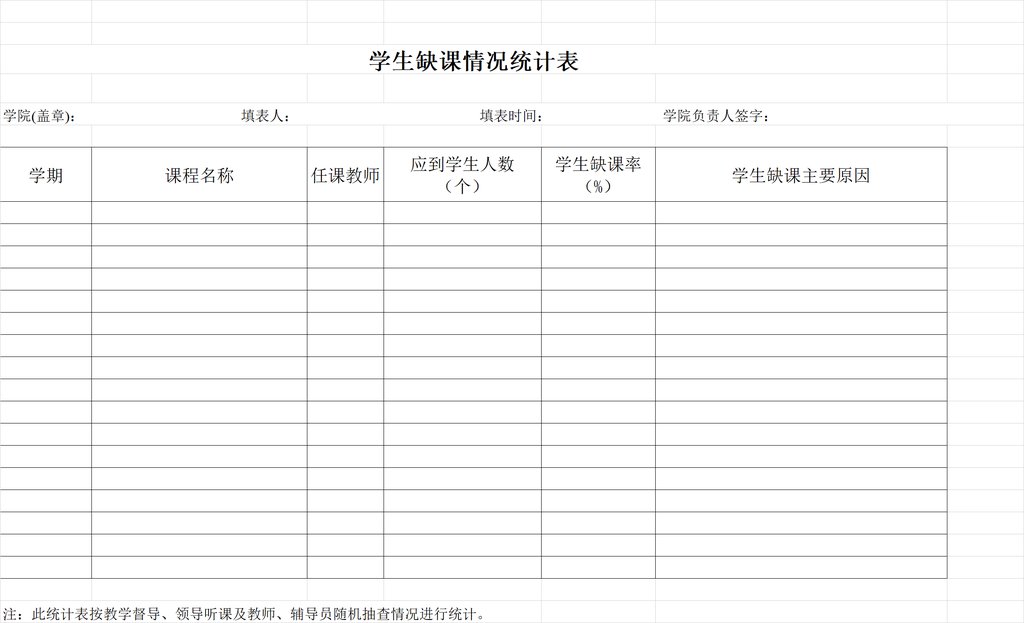 学生缺课情况统计表
学院(盖章): 填表人: 填表时间: 学院负责人签字:
学期 课程名称 任课教师 应到学生人数（个） 学生缺课率（%） 学生缺课主要原因
注：此统计表按教学督导、领导听课及教师、辅导员随机抽查情况进行统计。